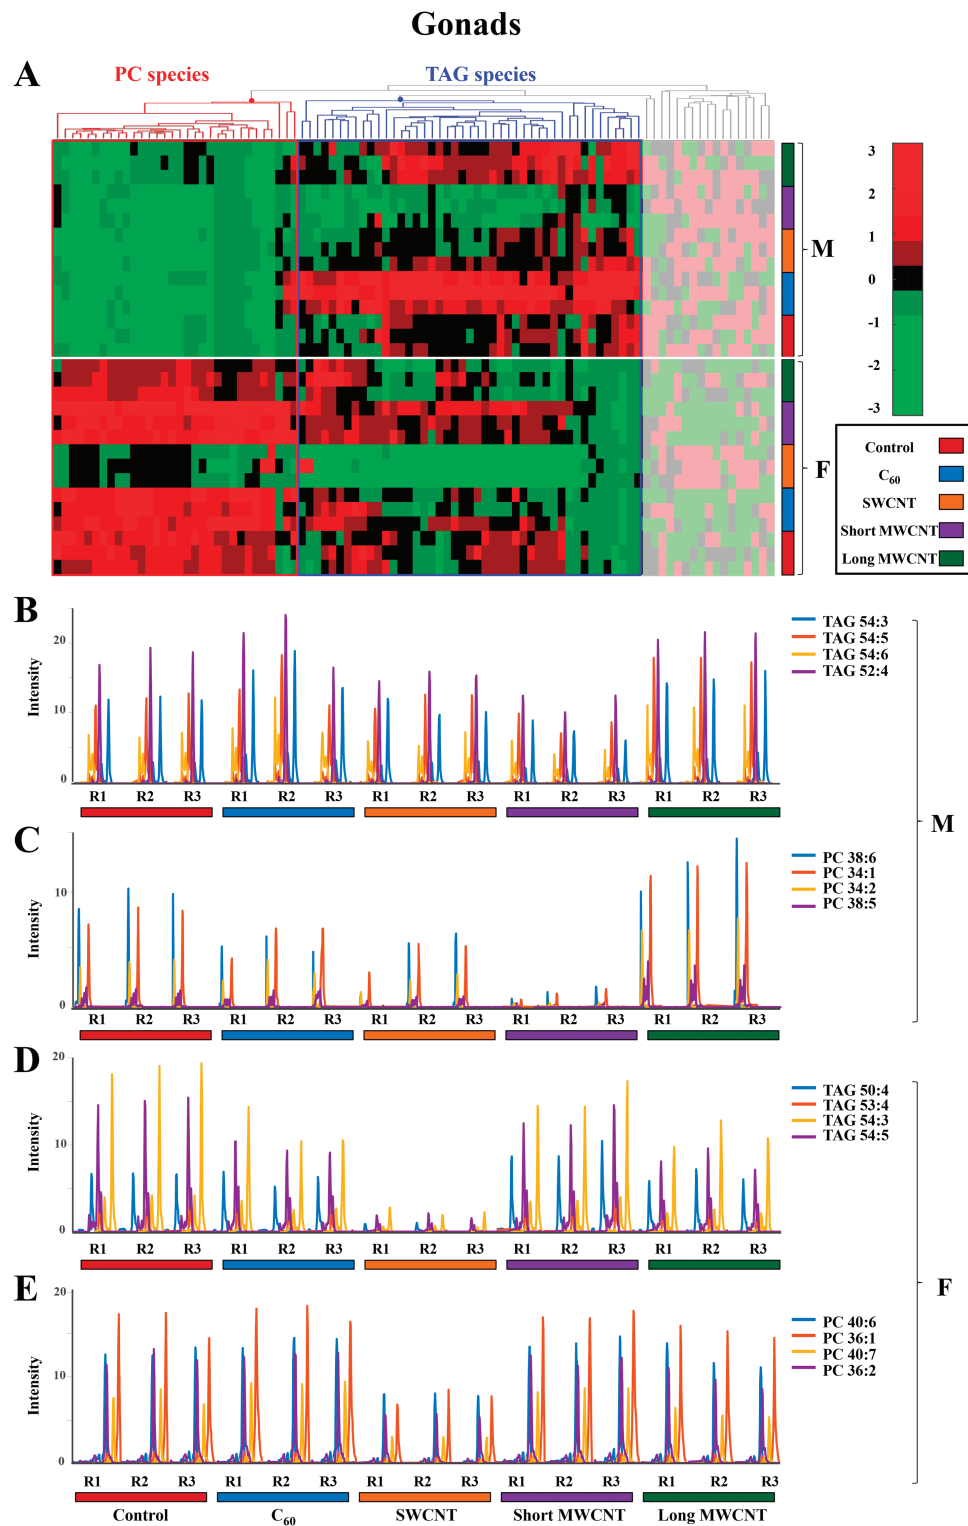 Gonads
A
PC species
TAG species
3
2
1
0
-1
-2
-3
M
F
Control
C60
SWCNT
Short MWCNT
Long MWCNT
B
Intensity
20
10
0
R1 R2 R3 R1 R2 R3 R1 R2 R3 R1 R2 R3 R1 R2 R3
TAG 54:3
TAG 54:5
TAG 54:6
TAG 52:4
C
Intensity
10
0
R1 R2 R3 R1 R2 R3 R1 R2 R3 R1 R2 R3 R1 R2 R3
PC 38:6
PC 34:1
PC 34:2
PC 38:5
M
D
Intensity
20
10
0
R1 R2 R3 R1 R2 R3 R1 R2 R3 R1 R2 R3 R1 R2 R3
TAG 50:4
TAG 53:4
TAG 54:3
TAG 54:5
E
Intensity
20
10
0
R1 R2 R3 R1 R2 R3 R1 R2 R3 R1 R2 R3 R1 R2 R3
PC 40:6
PC 36:1
PC 40:7
PC 36:2
F
Control C60 SWCNT Short MWCNT Long MWCNT